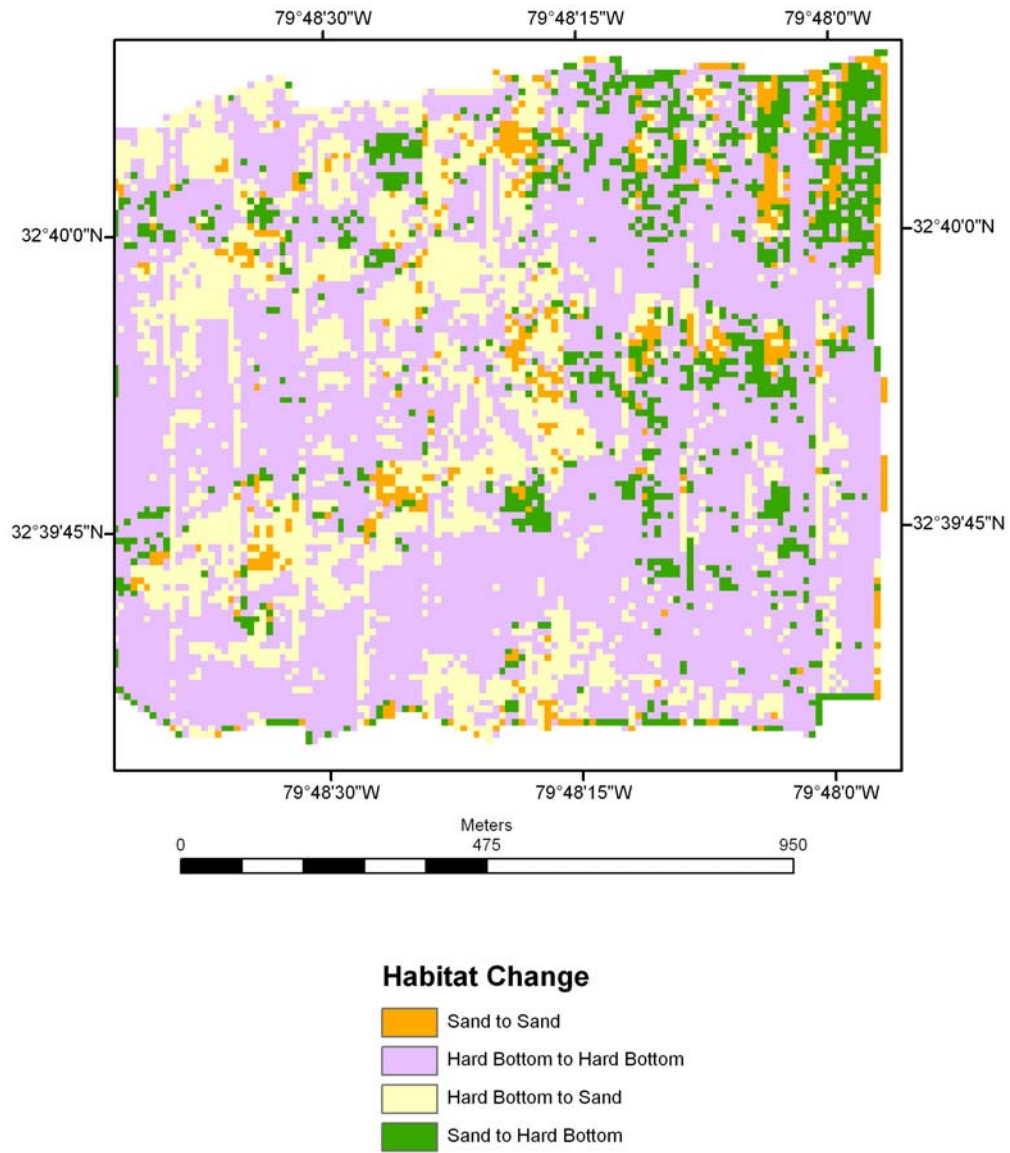 79°48'30"W 79°48'15"W 79°48'0"W
32°40'0"N 32°40'0"N
32°39'45"N 32°39'45"N
79°48'30"W 79°48'15"W 79°48'0"W
Meters
0 475 950
Habitat Change
Sand to Sand
Hard Bottom to Hard Bottom
Hard Bottom to Sand
Sand to Hard Bottom